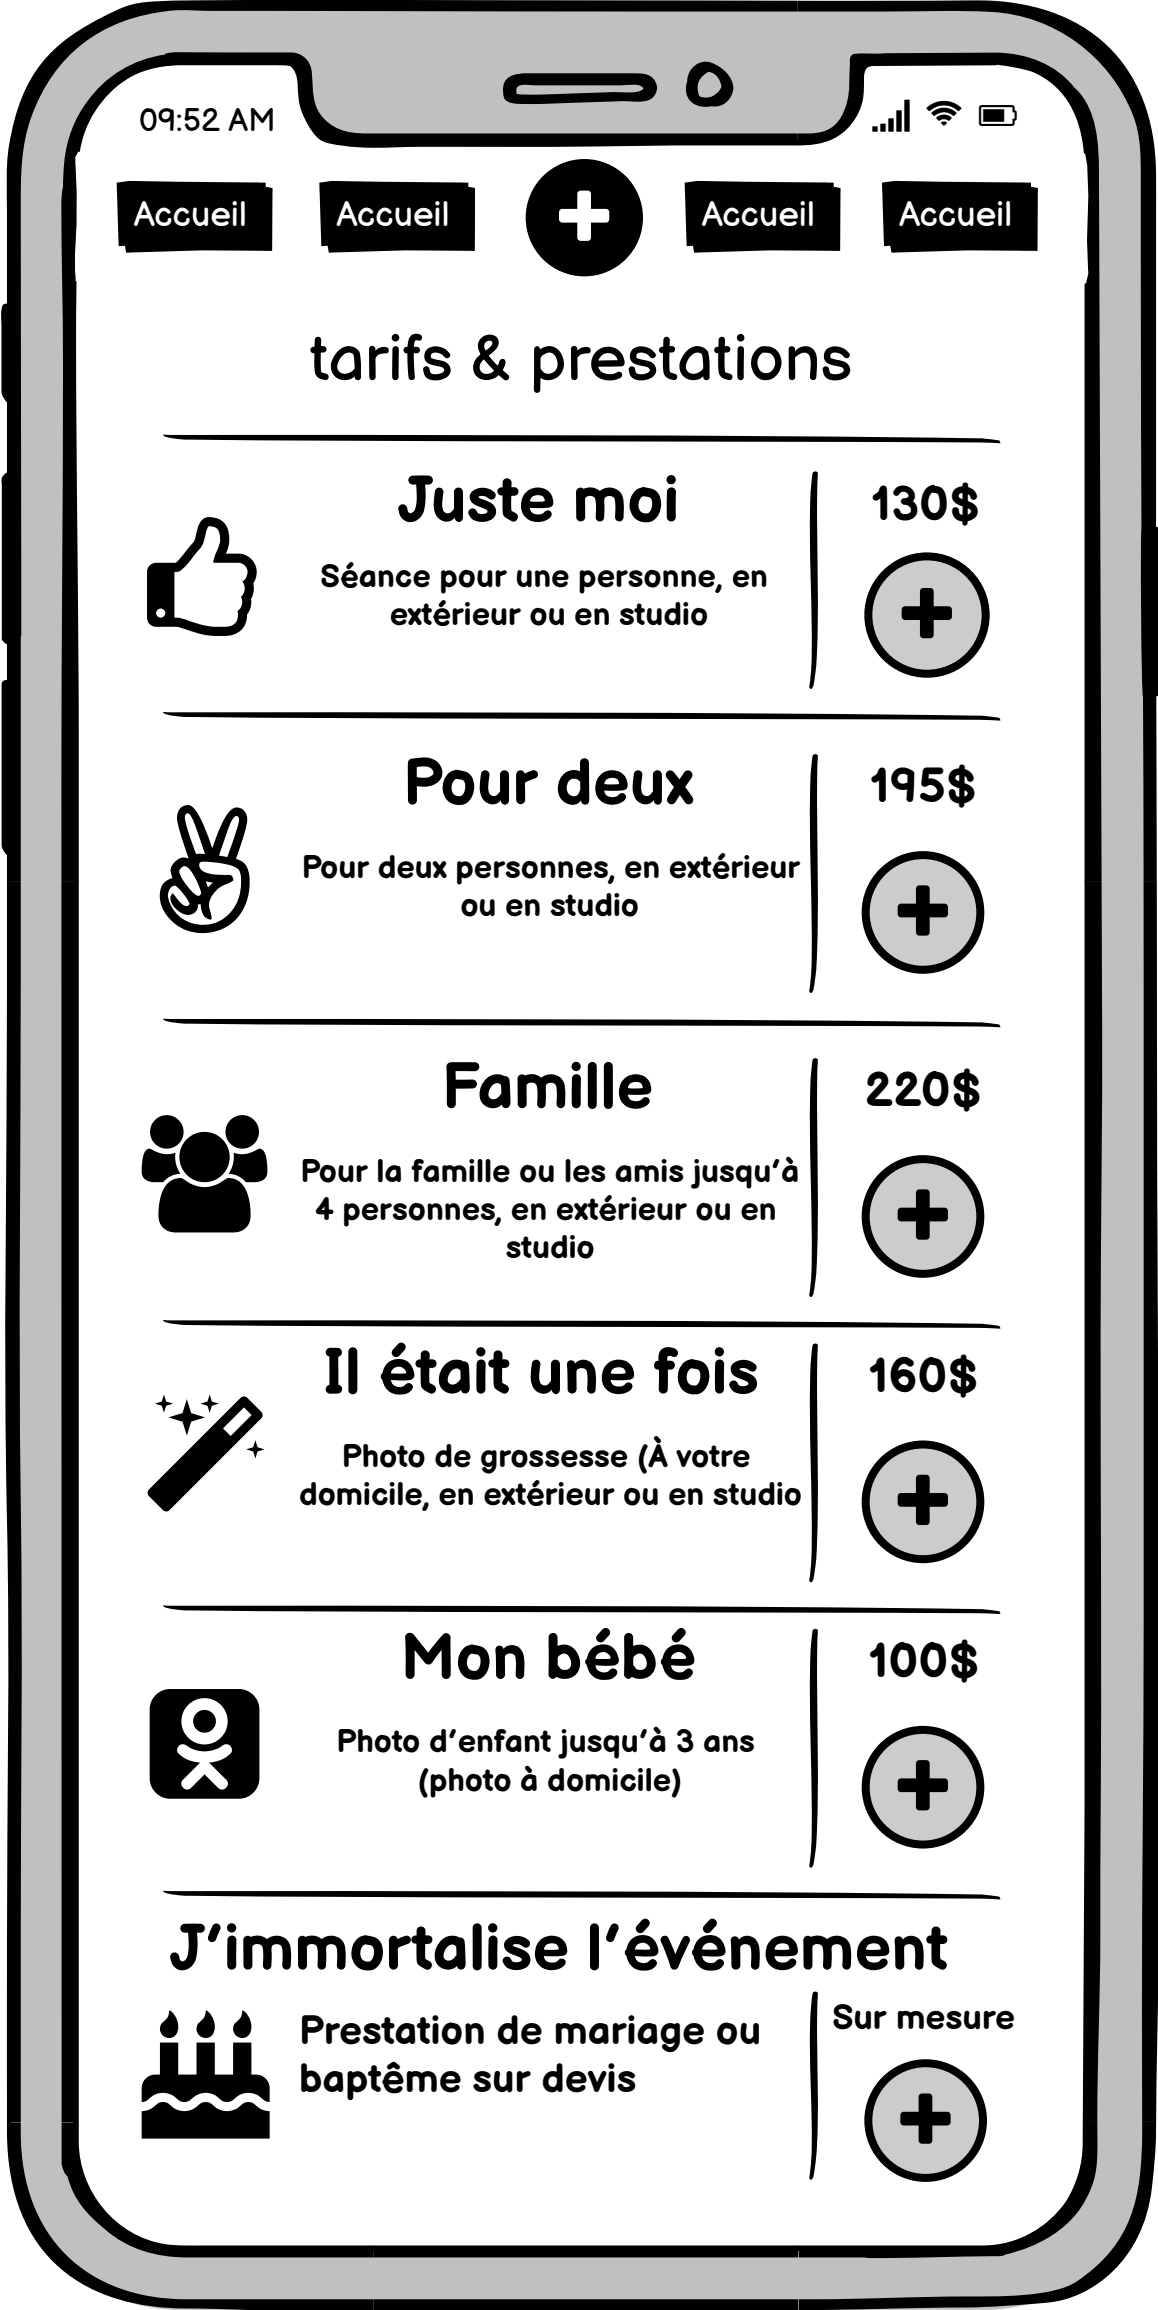 09:52 AM
Accueil Accueil Accueil Accueil
tarifs & prestations
Juste moi
130$
Séance pour une personne, en
extérieur ou en studio
Pour deux
195$
Pour deux personnes, en extérieur
ou en studio
Famille
220$
Pour la famille ou les amis jusqu’à
4 personnes, en extérieur ou en
studio
Il était une fois
160$
Photo de grossesse (À votre
domicile, en extérieur ou en studio
Mon bébé
100$
Photo d’enfant jusqu’à 3 ans
(photo à domicile)
J’immortalise l’événement
Prestation de mariage ou
baptême sur devis
Sur mesure